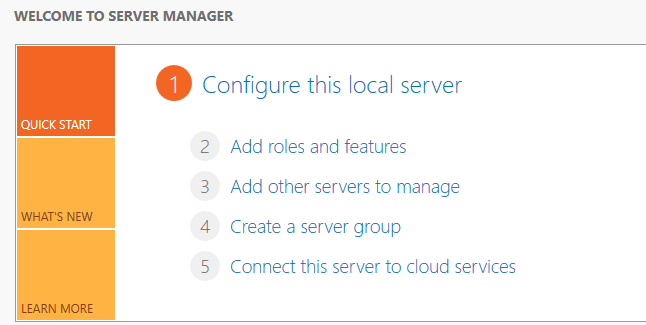 WELCOME TO SERVER MANAGER
QUICK START
1 Configure this local server
2 Add roles and features
3 Add other servers to manage
4 Create a server group
5 Connect this server to cloud services
WHAT'S NEW
LEARN MORE